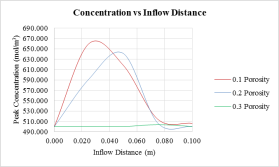 Concentration vs Inflow Distance
Peak Concentration (mol/m³)
690.000
670.000
650.000
630.000
610.000
590.000
570.000
550.000
530.000
510.000
490.000
0.000
0.020
0.040
0.060
0.080
0.100
Inflow Distance (m)
0.1 Porosity
0.2 Porosity
0.3 Porosity